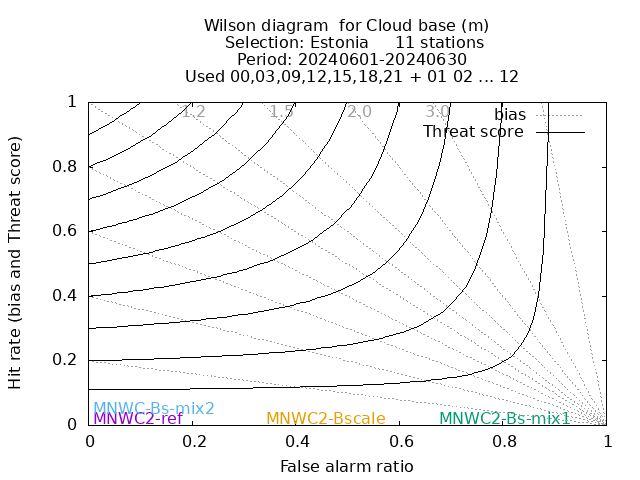 Wilson diagram  for Cloud base (m)
Selection: Estonia     11 stations
Period: 20240601-20240630
Used 00,03,09,12,15,18,21 + 01 02 ... 12
1.2 1.5 2.0 3.0
bias
Threat score
Hit rate (bias and Threat score)
1
0.8
0.6
0.4
0.2
0
MNWC-Bs-mix2
MNWC2-ref MNWC2-Bscale MNWC2-Bs-mix1
0 0.2 0.4 0.6 0.8 1
False alarm ratio